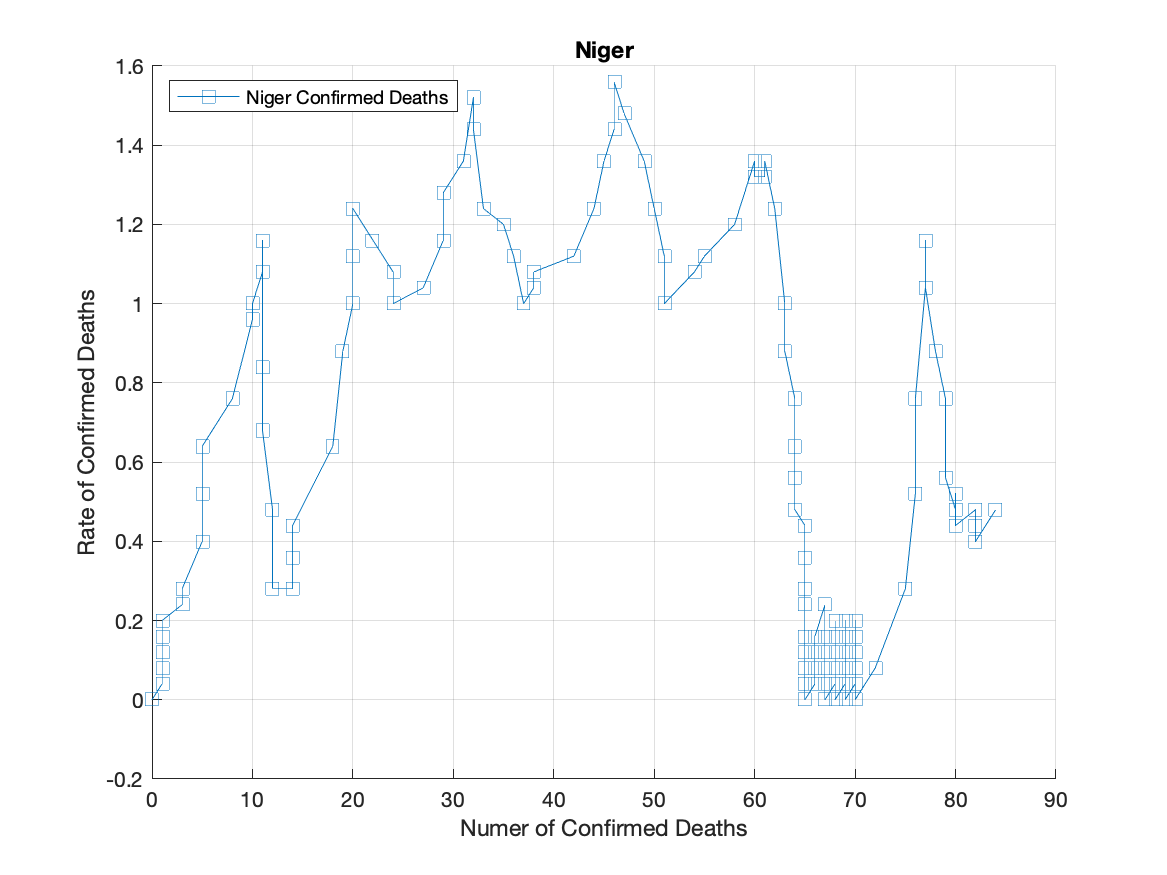 Niger
Niger Confirmed Deaths
1.6
1.4
1.2
1
0.8
0.6
0.4
0.2
0
-0.2
Rate of Confirmed Deaths
0 10 20 30 40 50 60 70 80 90
Numer of Confirmed Deaths